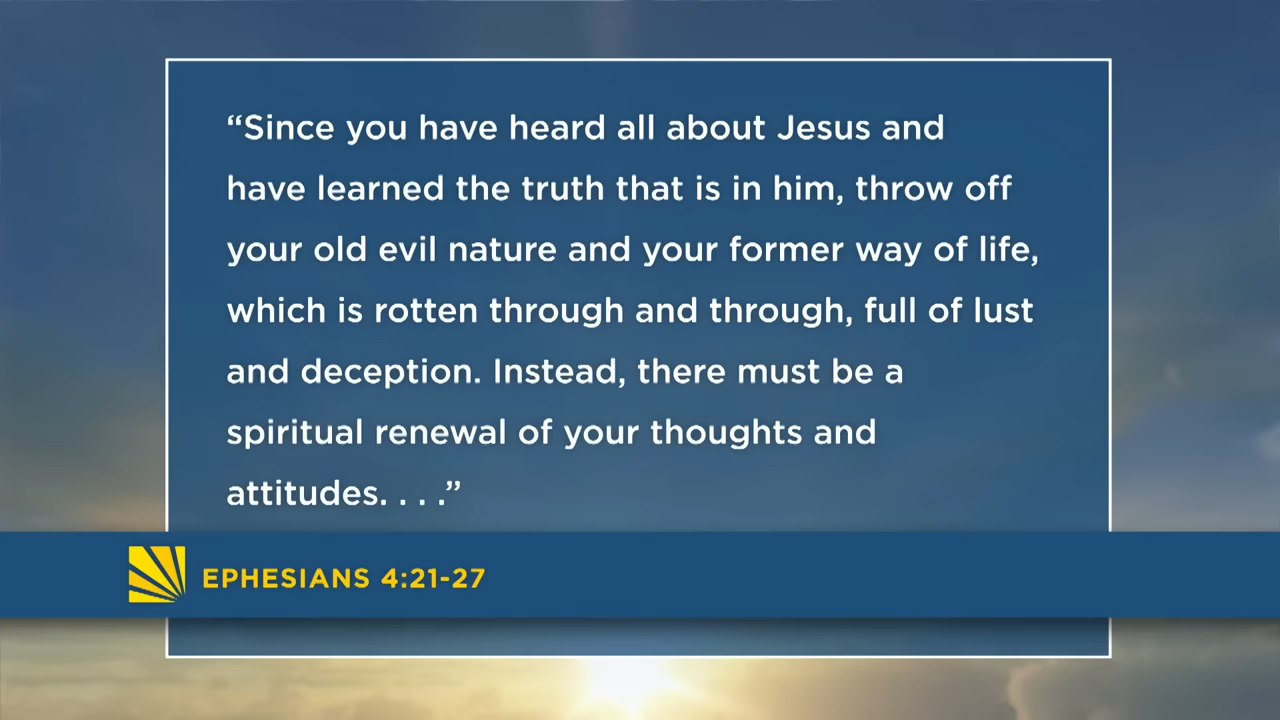 “Since you have heard all about Jesus and
have learned the truth that is in him, throw off
your old evil nature and your former way of life,
which is rotten through and through, full of lust
and deception. Instead, there must be a
spiritual renewal of your thoughts and
attitudes. . . .”
EPHESIANS 4:21-27